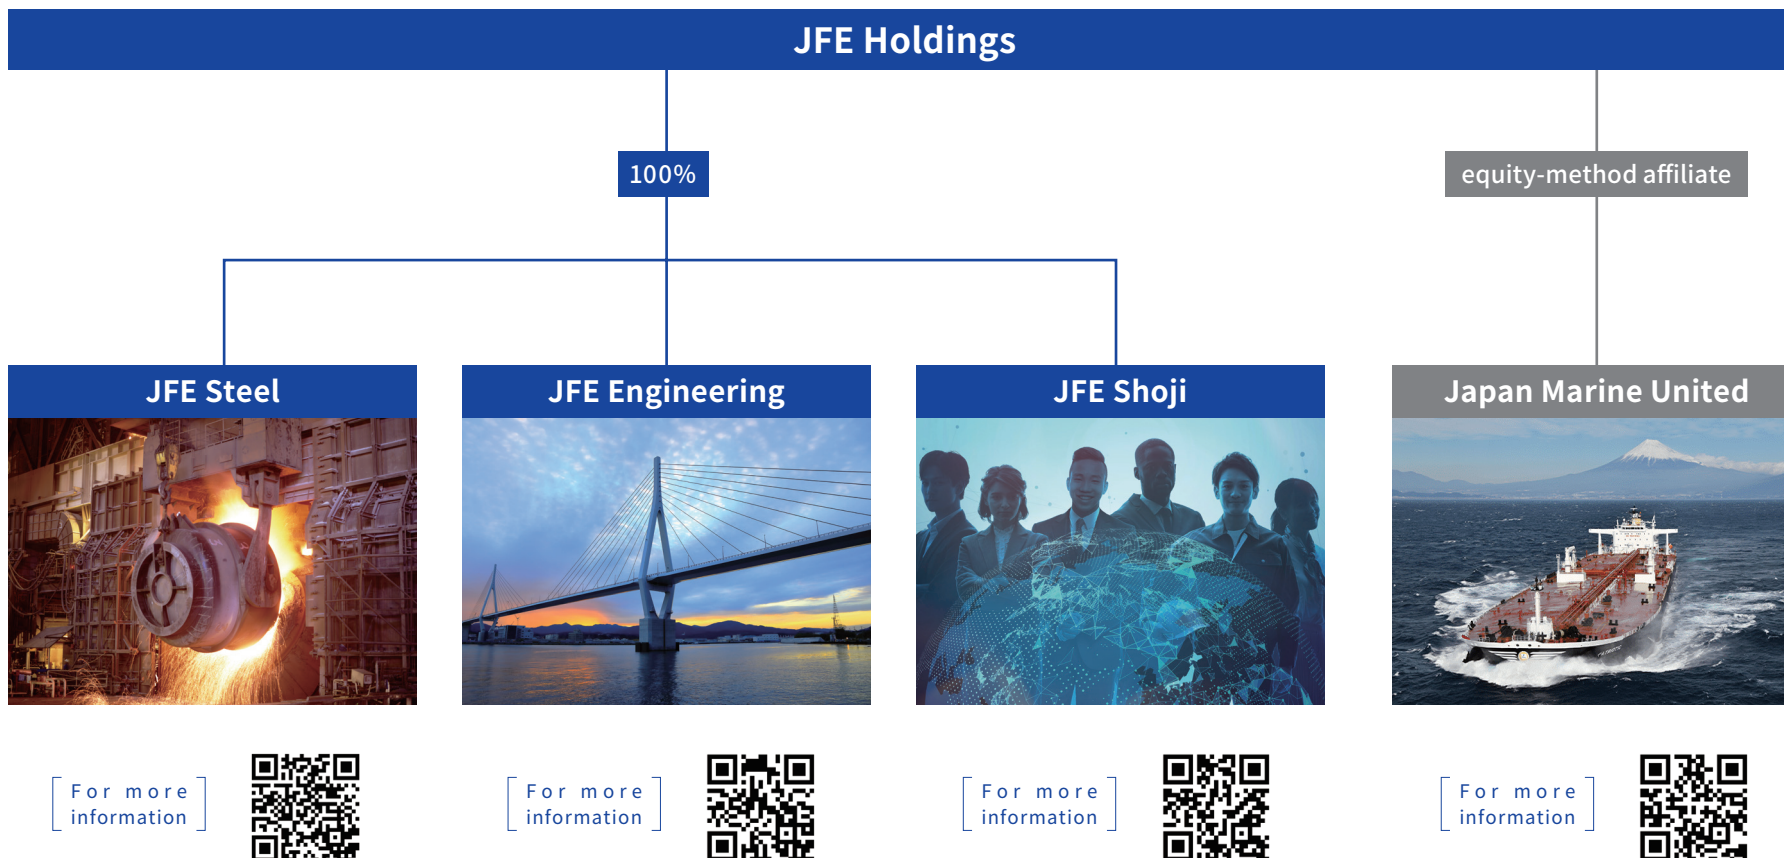 JFE Holdings
100%
equity-method affiliate
JFE Steel
JFE Engineering
JFE Shoji
Japan Marine United
For more
information
For more
information
For more
information
For more
information